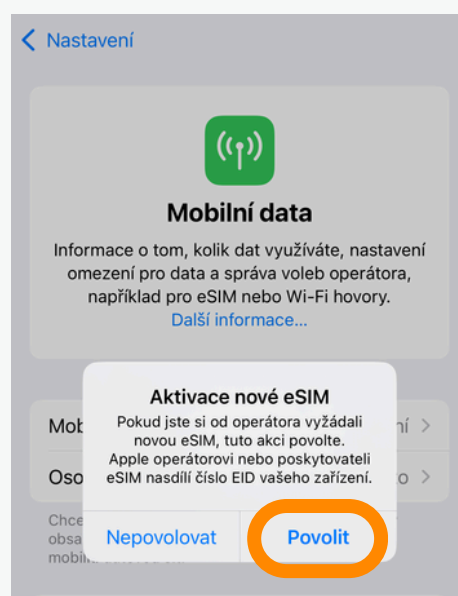 Nastavení
Mobilní data
Informace o tom, kolik dat využíváte, nastavení
omezení pro data a správa voleb operátora,
například pro eSIM nebo Wi-Fi hovory.
Další informace...
Aktivace nové eSIM
Pokud jste si od operátora vyžádali
novou eSIM, tuto akci povolte.
Apple operátorovi nebo poskytovateli
eSIM nasdílí číslo EID vašeho zařízení.
Nepovolovat Povolit